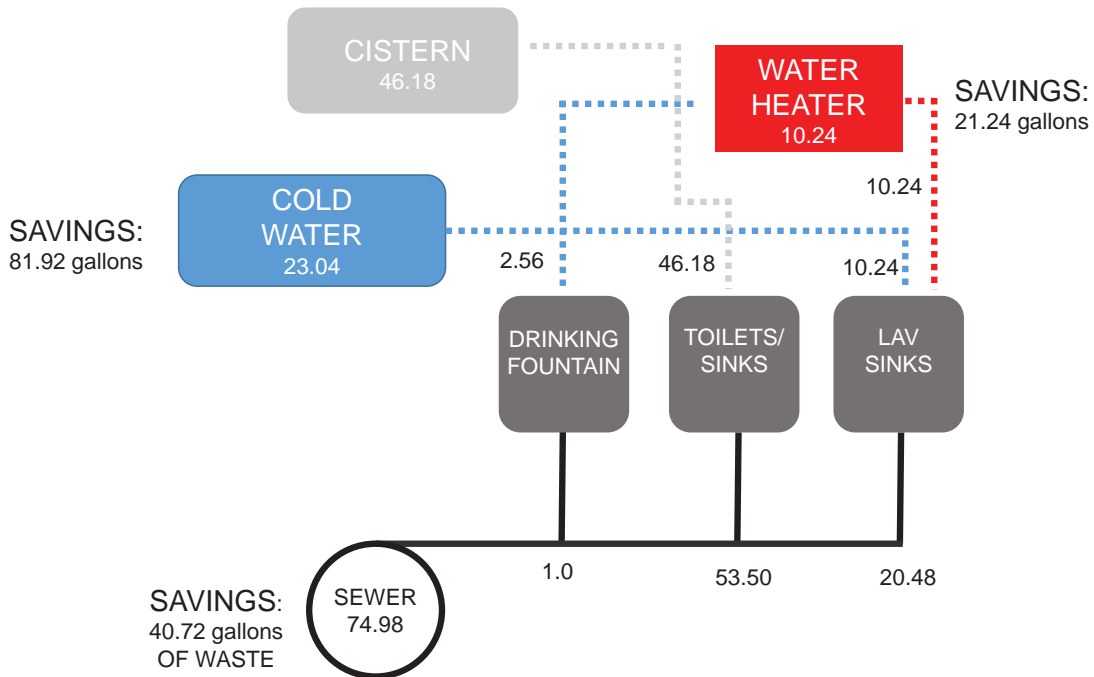 CISTERN
46.18
WATER
HEATER
10.24
SAVINGS:
21.24 gallons
10.24
COLD
WATER
23.04
SAVINGS:
81.92 gallons
2.56
46.18
10.24
DRINKING
FOUNTAIN
TOILETS/
SINKS
LAV
SINKS
1.0
53.50
20.48
SEWER
74.98
SAVINGS:
40.72 gallons
OF WASTE